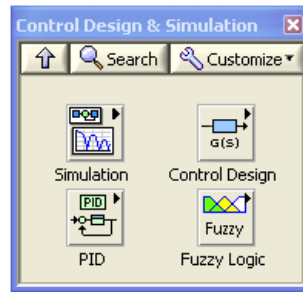 Control Design & Simulation
Search Customize
G(s)
Simulation Control Design
PID
Fuzzy
PID Fuzzy Logic